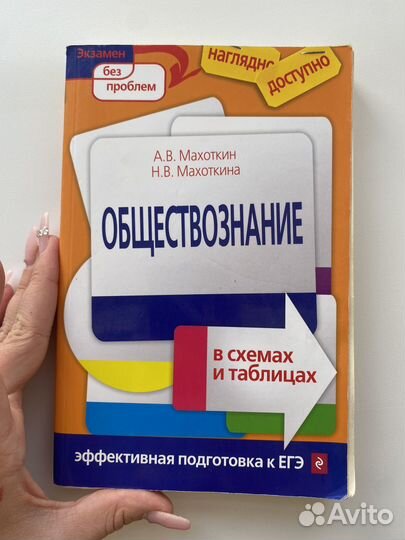 Экзамен
без
проблем
наглядно
доступно
А.В. Махоткин
Н.В. Махоткина
ОБЩЕСТВОЗНАНИЕ
в схемах
и таблицах
эффективная подготовка к ЕГЭ
Avito